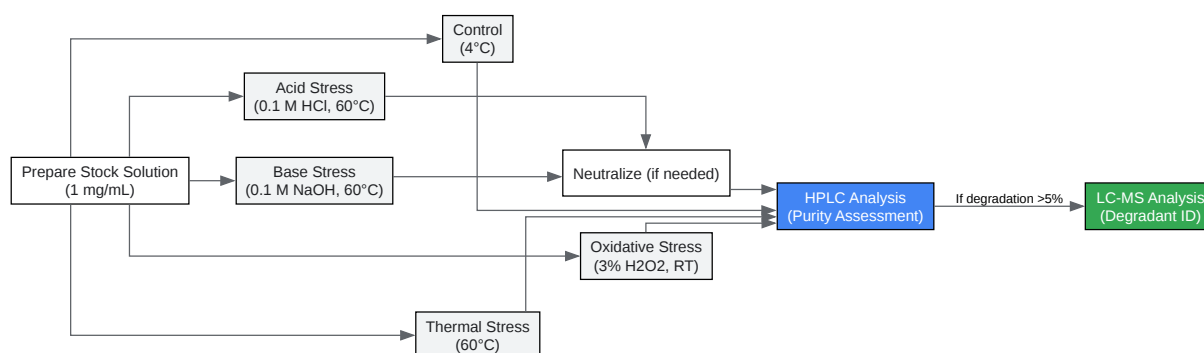 Control
(4°C)
Acid Stress
(0.1 M HCl, 60°C)
Prepare Stock Solution
(1 mg/mL)
Base Stress
(0.1 M NaOH, 60°C)
Neutralize (if needed)
HPLC Analysis
(Purity Assessment)
If degradation >5%
LC-MS Analysis
(Degradant ID)
Oxidative Stress
(3% H2O2, RT)
Thermal Stress
(60°C)